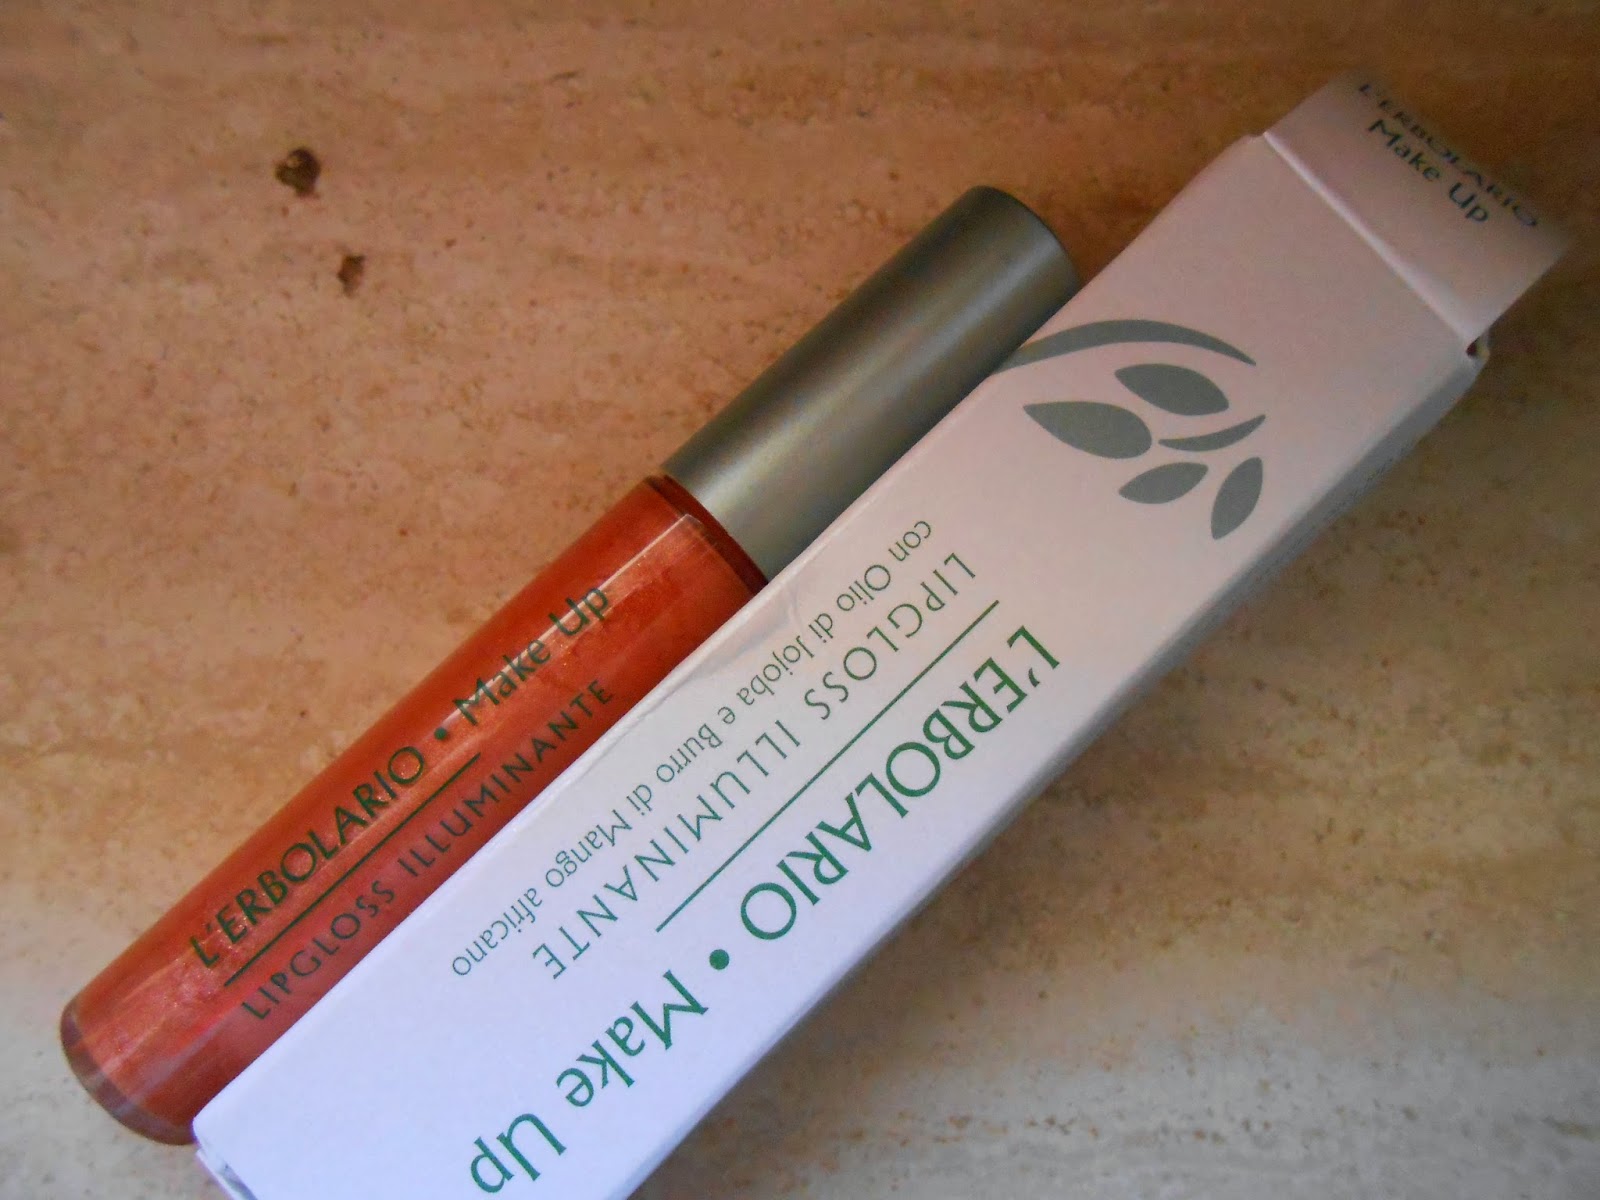 L'ERBOLARIO
Make Up
L'ERBOLARIO • Make Up
LIPGLOSS ILLUMINANTE
L'ERBOLARIO • Make Up
LIPGLOSS ILLUMINANTE
con Olio di Jojoba e Burro di Mango africano